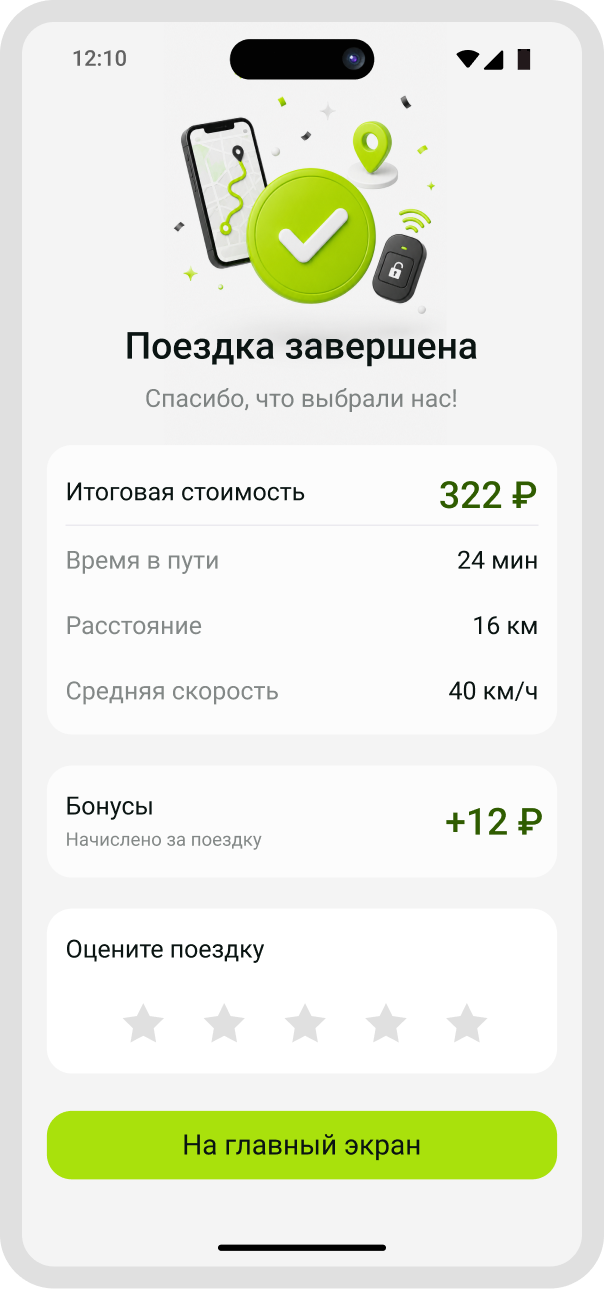 12:10
Поездка завершена
Спасибо, что выбрали нас!
Итоговая стоимость 322 ₽
Время в пути 24 мин
Расстояние 16 км
Средняя скорость 40 км/ч
Бонусы +12 ₽
Начислено за поездку
Оцените поездку
На главный экран